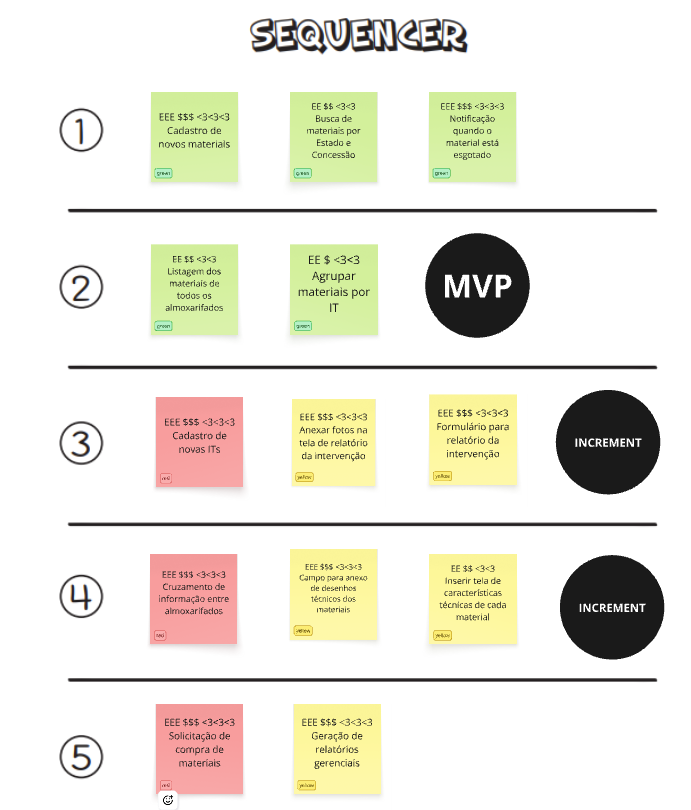 SEQUENCER
1
EEE $$$ <3<3<3
Cadastro de
novos materiais
green
EE $$ <3<3
Busca de
materiais por
Estado e
Concessão
green
EEE $$$ <3<3<3
Notificação
quando o
material está
esgotado
green
2
EE $$ <3<3
Listagem dos
materiais de
todos os
almoxarifados
green
EE $ <3<3
Agrupar
materiais por
IT
green
MVP
3
EEE $$$ <3<3<3
Cadastro de
novas ITs
red
EEE $$$ <3<3<3
Anexar fotos na
tela de relatório
da intervenção
yellow
EEE $$$ <3<3<3
Formulário para
relatório da
intervenção
yellow
INCREMENT
4
EEE $$$ <3<3<3
Cruzamento de
informação entre
almoxarifados
red
EEE $$$ <3<3<3
Campo para anexo
de desenhos
técnicos dos
materiais
yellow
EE $$ <3<3
Inserir tela de
características
técnicas de cada
material
yellow
INCREMENT
5
EEE $$$ <3<3<3
Solicitação de
compra de
materiais
red
EEE $$$ <3<3<3
Geração de
relatórios
gerenciais
yellow